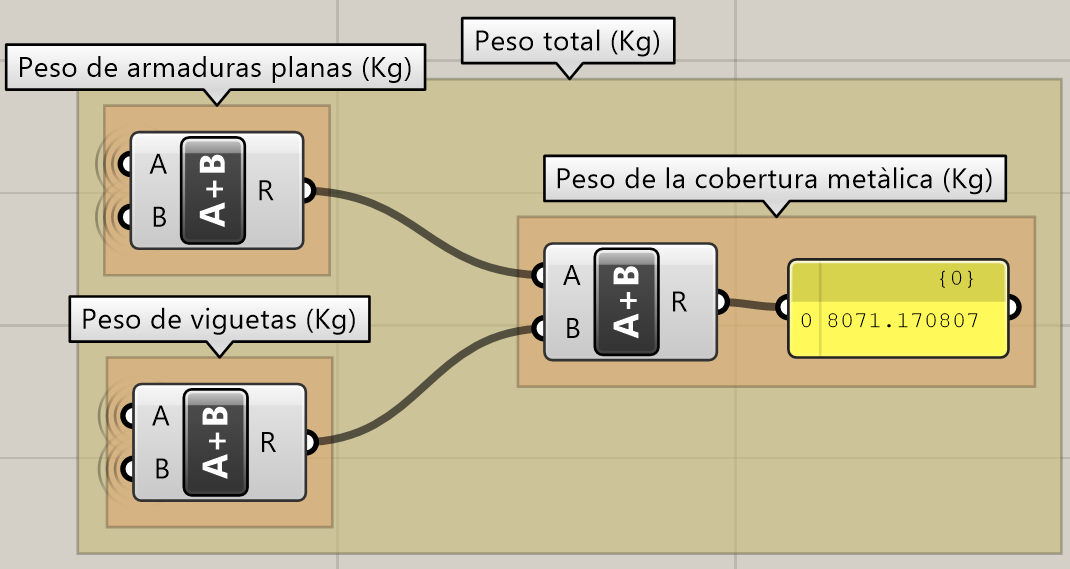 Peso total (Kg)
Peso de armaduras planas (Kg)
A
B
A+B
R
Peso de la cobertura metàlica (Kg)
A
B
A+B
R
{0}
0 8071.170807
Peso de viguetas (Kg)
A
B
A+B
R